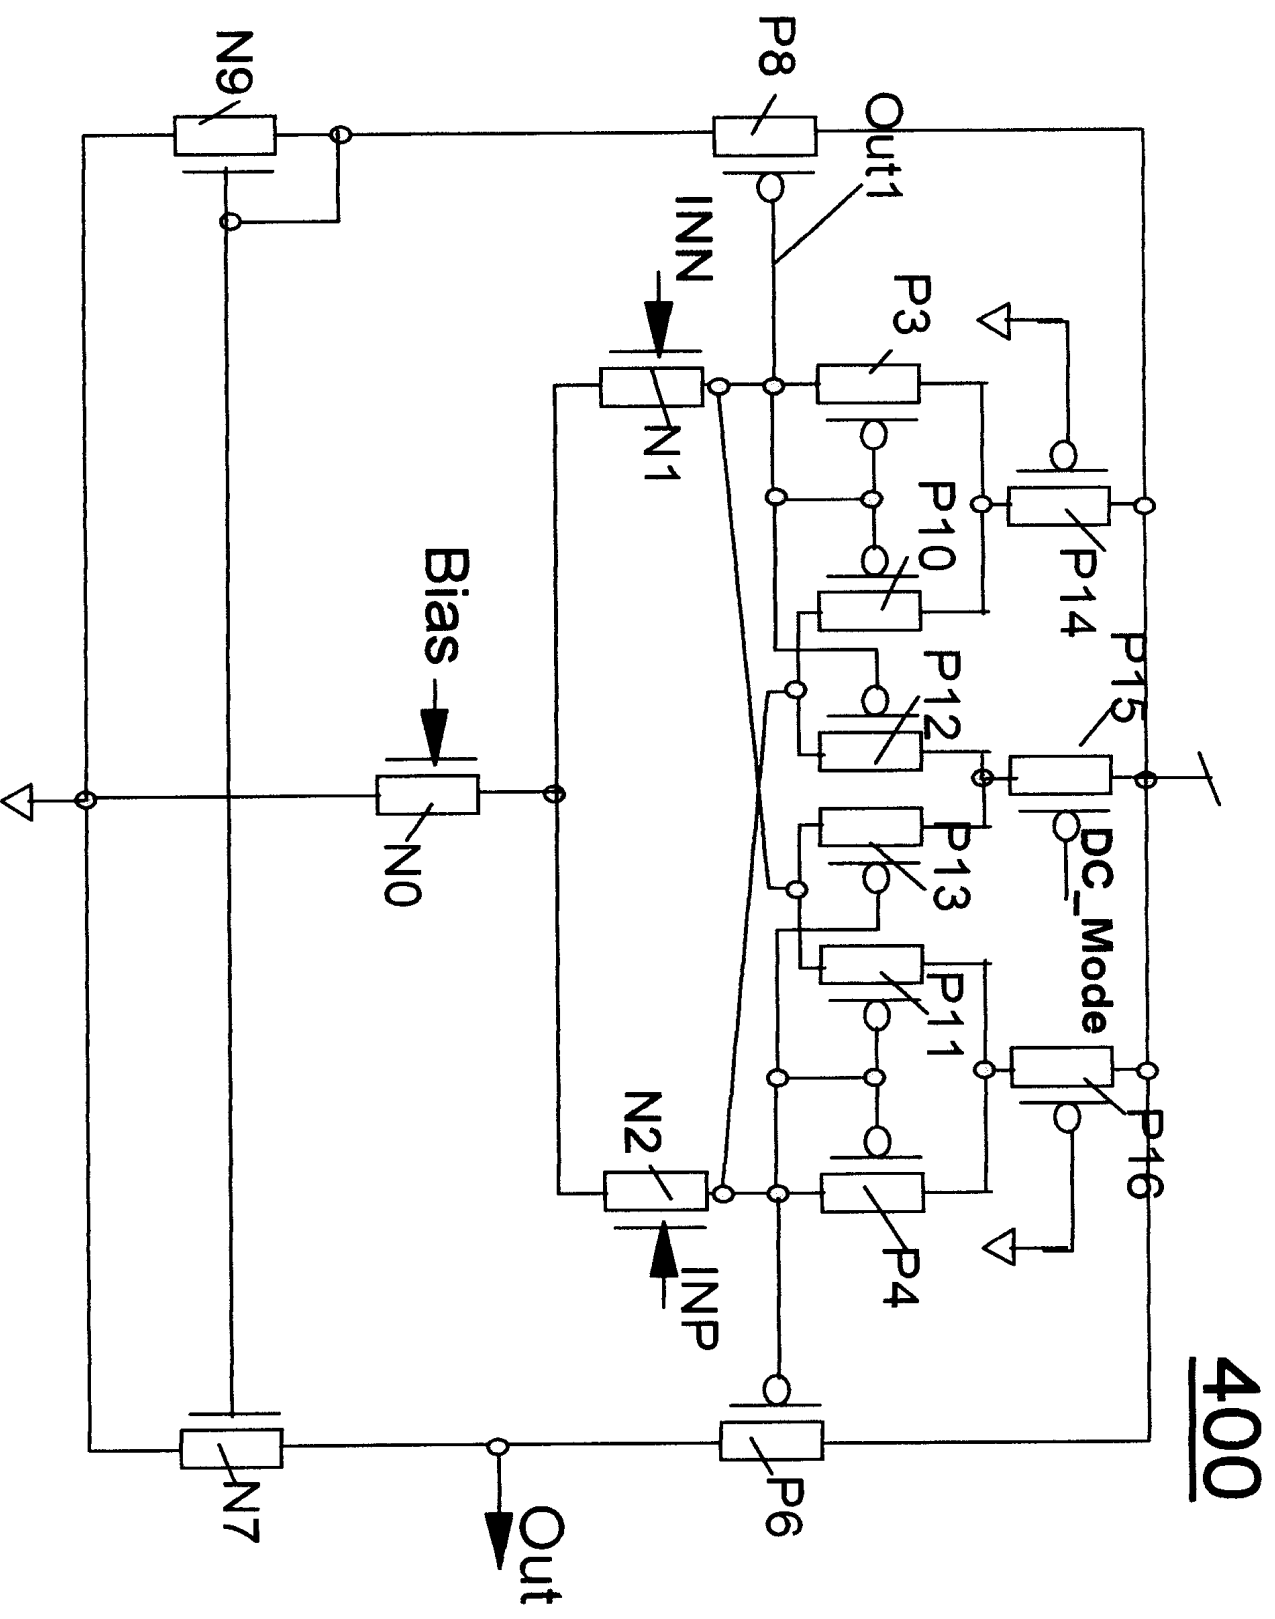 400
P14
P15
P16
DC_Mode
P3
P10
P12
P13
P11
P4
P8
Out1
P6
INN
N1
N2
INP
Bias
N0
Out
N9
N7